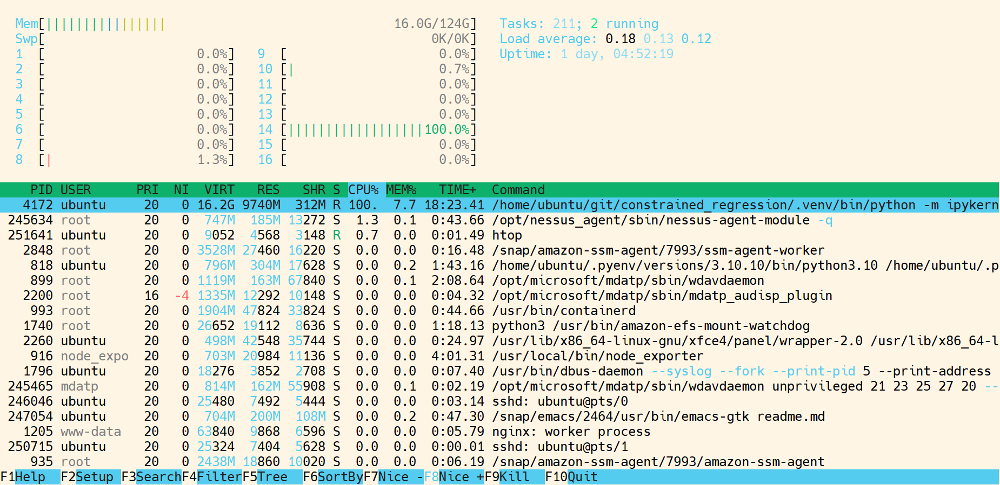 Mem[|||||||||||||||| 16.0G/124G] Tasks: 211; 2 running
Swp[ 0K/0K] Load average: 0.18 0.13 0.12
1 [ 0.0%] 9 [ 0.0%] Uptime: 1 day, 04:52:19
2 [ 0.0%] 10 [| 0.7%]
3 [ 0.0%] 11 [ 0.0%]
4 [ 0.0%] 12 [ 0.0%]
5 [ 0.0%] 13 [ 0.0%]
6 [ 0.0%] 14 [||||||||||||||||||100.0%]
7 [ 0.0%] 15 [ 0.0%]
8 [| 1.3%] 16 [ 0.0%]
PID USER PRI NI VIRT RES SHR S CPU% MEM% TIME+ Command
4172 ubuntu 20 0 16.2G 9740M 312M R 100. 7.7 18:23.41 /home/ubuntu/git/constrained_regression/.venv/bin/python -m ipykern
245634 root 20 0 747M 185M 13272 S 1.3 0.1 0:43.66 /opt/nessus_agent/sbin/nessus-agent-module -q
251641 ubuntu 20 0 9052 4568 3148 R 0.7 0.0 0:01.49 htop
2848 root 20 0 3528M 27460 16220 S 0.0 0.0 0:16.48 /snap/amazon-ssm-agent/7993/ssm-agent-worker
818 ubuntu 20 0 796M 304M 17628 S 0.0 0.2 1:43.16 /home/ubuntu/.pyenv/versions/3.10.10/bin/python3.10 /home/ubuntu/.p
899 root 20 0 1119M 163M 67840 S 0.0 0.1 2:08.64 /opt/microsoft/mdatp/sbin/wdavdaemon
2200 root 16 -4 1335M 12292 10148 S 0.0 0.0 0:04.32 /opt/microsoft/mdatp/sbin/mdatp_audisp_plugin
993 root 20 0 1904M 47824 33824 S 0.0 0.0 0:44.66 /usr/bin/containerd
1740 root 20 0 26652 19112 8636 S 0.0 0.0 1:18.13 python3 /usr/bin/amazon-efs-mount-watchdog
2260 ubuntu 20 0 498M 42548 35744 S 0.0 0.0 0:24.97 /usr/lib/x86_64-linux-gnu/xfce4/panel/wrapper-2.0 /usr/lib/x86_64-l
916 node_expo 20 0 703M 20984 11136 S 0.0 0.0 4:01.31 /usr/local/bin/node_exporter
1796 ubuntu 20 0 18276 3852 2708 S 0.0 0.0 0:07.40 /usr/bin/dbus-daemon --syslog --fork --print-pid 5 --print-address
245465 mdatp 20 0 814M 162M 55908 S 0.0 0.1 0:02.19 /opt/microsoft/mdatp/sbin/wdavdaemon unprivileged 21 23 25 27 20 --
246046 ubuntu 20 0 25480 7492 5444 S 0.0 0.0 0:03.14 sshd: ubuntu@pts/0
247054 ubuntu 20 0 704M 200M 108M S 0.0 0.2 0:47.30 /snap/emacs/2464/usr/bin/emacs-gtk readme.md
1205 www-data 20 0 63840 9868 6596 S 0.0 0.0 0:05.79 nginx: worker process
250715 ubuntu 20 0 25324 7404 5628 S 0.0 0.0 0:00.01 sshd: ubuntu@pts/1
935 root 20 0 2438M 18860 10020 S 0.0 0.0 0:06.19 /snap/amazon-ssm-agent/7993/amazon-ssm-agent
F1Help F2Setup F3SearchF4FilterF5Tree F6SortByF7Nice -F8Nice +F9Kill F10Quit